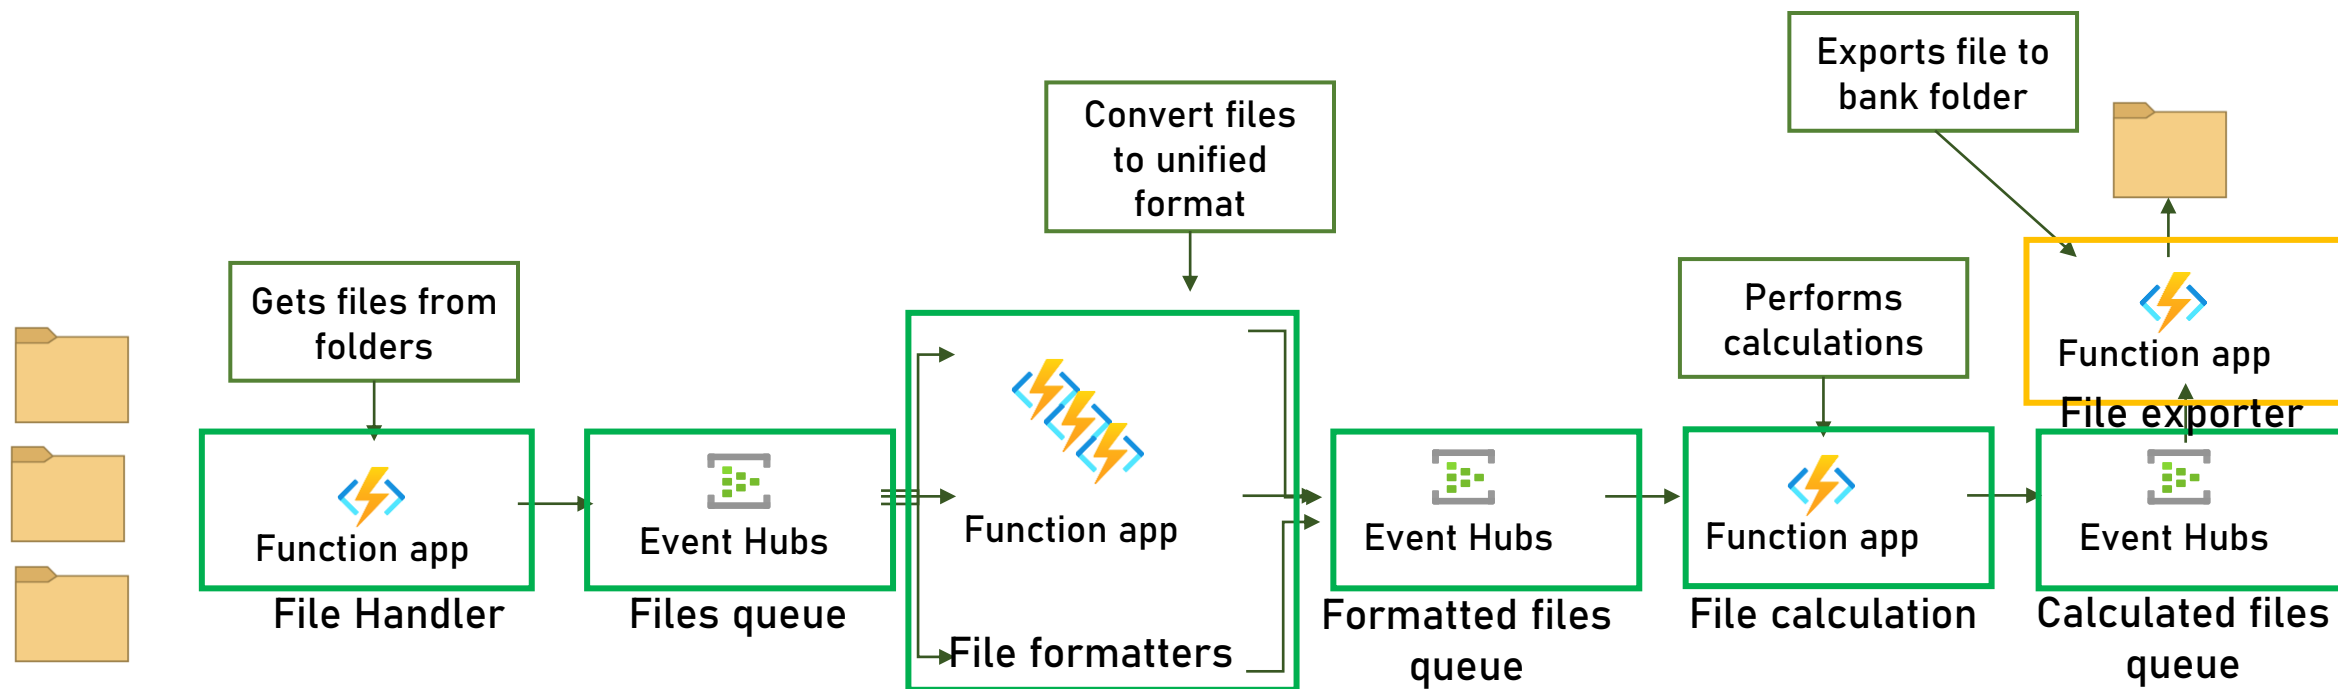 Exports file to
bank folder
Convert files
to unified
format
Gets files from
folders
Performs
calculations
Function app
File exporter
Function app
File Handler
Event Hubs
Files queue
Function app
File formatters
Event Hubs
Formatted files
queue
Function app
File calculation
Event Hubs
Calculated files
queue